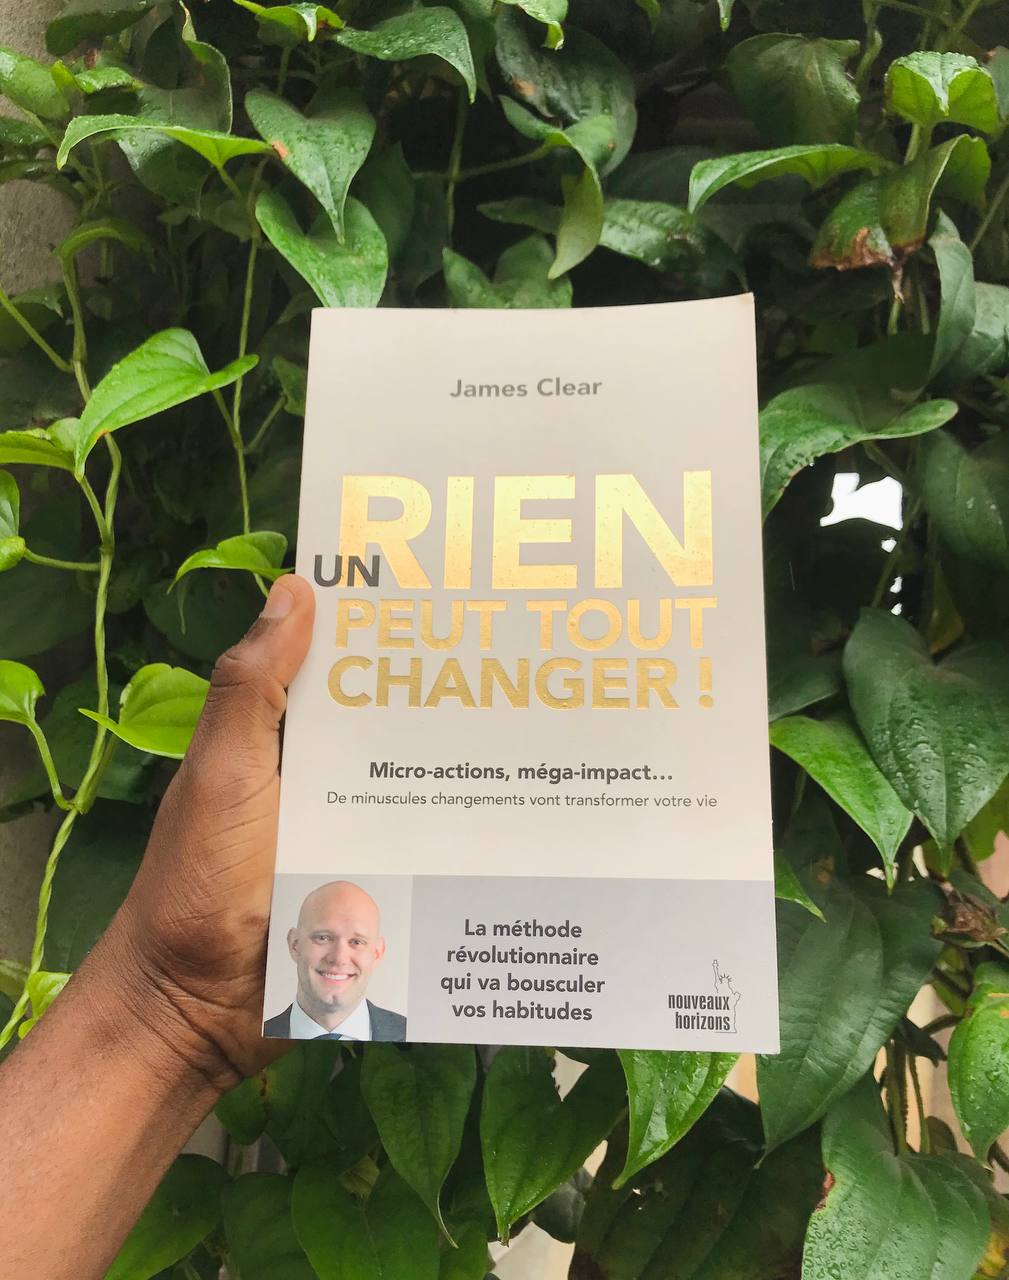 James Clear
UN RIEN
PEUT TOUT
CHANGER !
Micro-actions, méga-impact...
De minuscules changements vont transformer votre vie
La méthode
révolutionnaire
qui va bousculer
vos habitudes
nouveaux
horizons